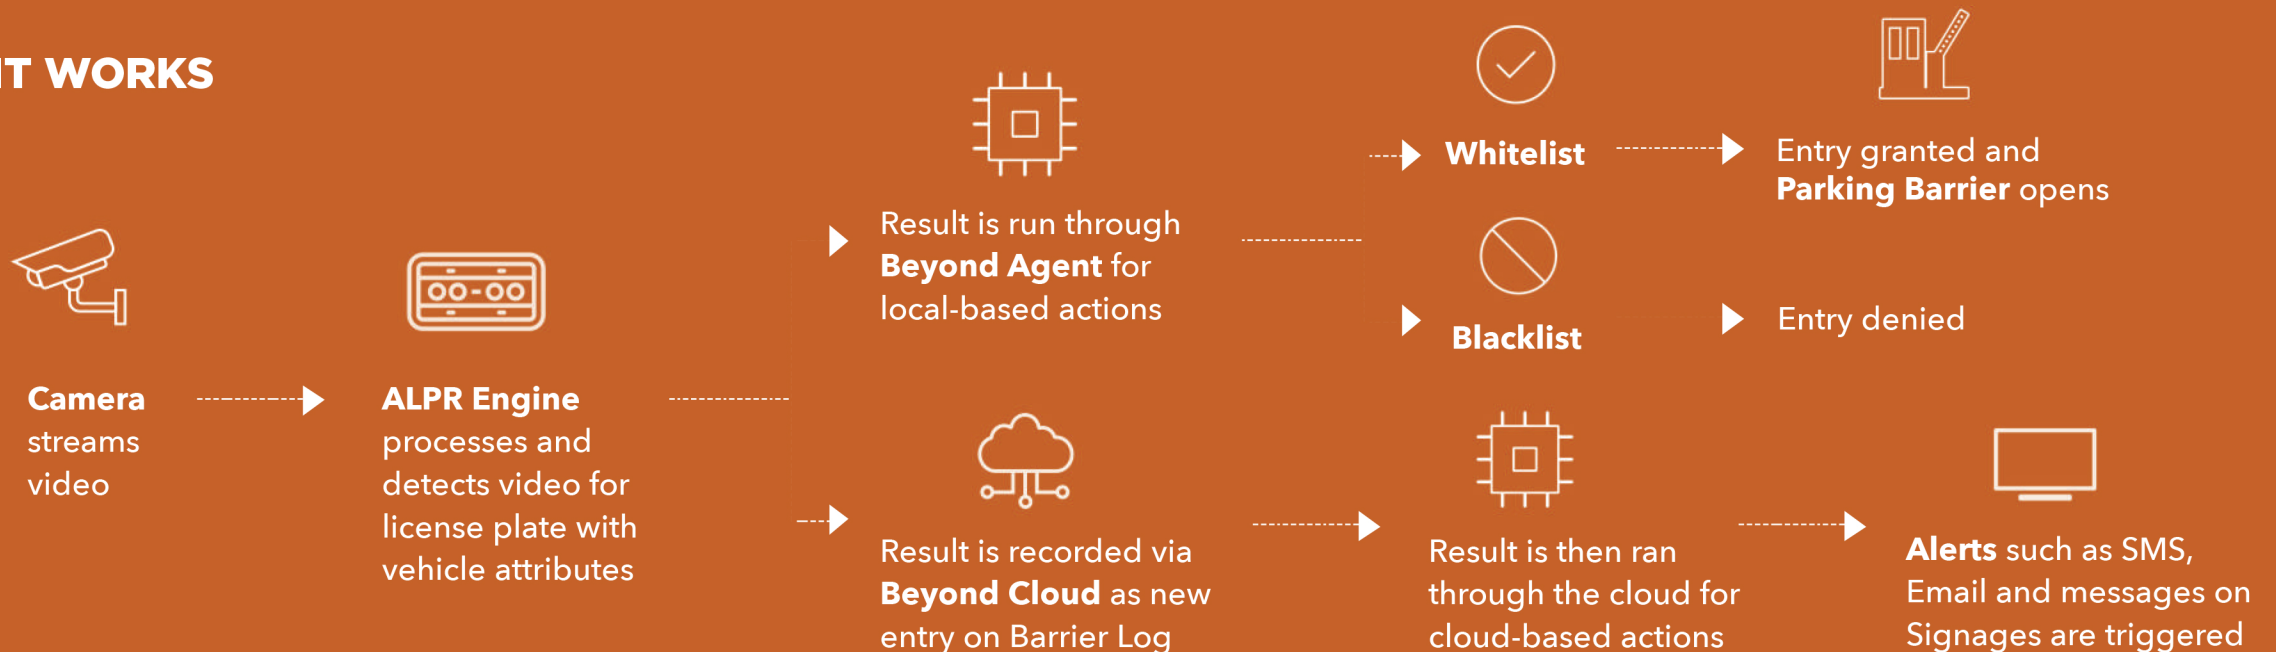 IT WORKS
Camera
streams
video
ALPR Engine
processes and
detects video for
license plate with
vehicle attributes
Result is run through
Beyond Agent for
local-based actions
Whitelist
Entry granted and
Parking Barrier opens
Blacklist
Entry denied
Result is recorded via
Beyond Cloud as new
entry on Barrier Log
Result is then ran
through the cloud for
cloud-based actions
Alerts such as SMS,
Email and messages on
Signages are triggered